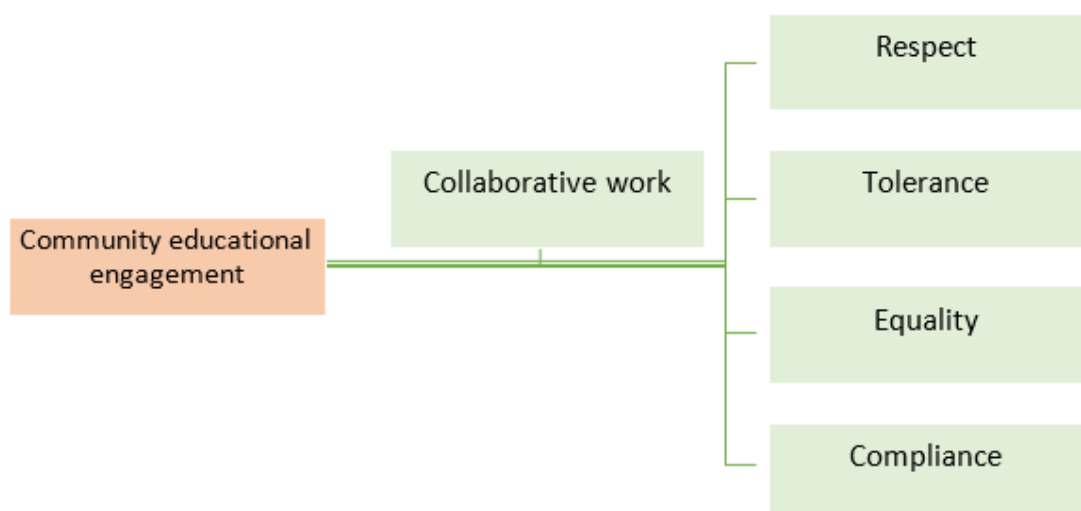 Community educational
engagement
Collaborative work
Respect
Tolerance
Equality
Compliance